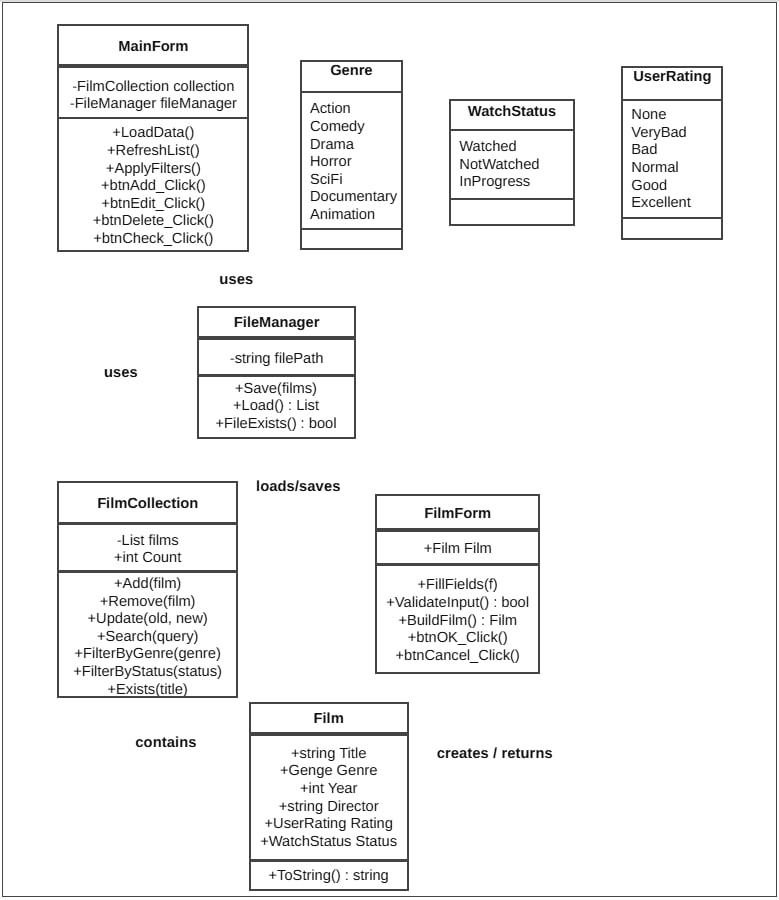 MainForm
-FilmCollection collection
-FileManager fileManager
+LoadData()
+RefreshList()
+ApplyFilters()
+btnAdd_Click()
+btnEdit_Click()
+btnDelete_Click()
+btnCheck_Click()
Genre
Action
Comedy
Drama
Horror
SciFi
Documentary
Animation
WatchStatus
Watched
NotWatched
InProgress
UserRating
None
VeryBad
Bad
Normal
Good
Excellent
uses
FileManager
-string filePath
+Save(films)
+Load() : List
+FileExists() : bool
uses
loads/saves
FilmCollection
-List films
+int Count
+Add(film)
+Remove(film)
+Update(old, new)
+Search(query)
+FilterByGenre(genre)
+FilterByStatus(status)
+Exists(title)
FilmForm
+Film Film
+FillFields(f)
+ValidateInput() : bool
+BuildFilm() : Film
+btnOK_Click()
+btnCancel_Click()
contains
Film
+string Title
+Genge Genre
+int Year
+string Director
+UserRating Rating
+WatchStatus Status
+ToString() : string
creates / returns